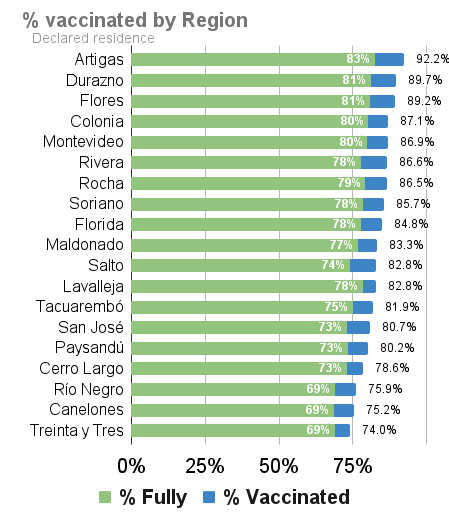 % vaccinated by Region
Declared residence
Artigas 83% 92.2%
Durazno 81% 89.7%
Flores 81% 89.2%
Colonia 80% 87.1%
Montevideo 80% 86.9%
Rivera 78% 86.6%
Rocha 79% 86.5%
Soriano 78% 85.7%
Florida 78% 84.8%
Maldonado 77% 83.3%
Salto 74% 82.8%
Lavalleja 78% 82.8%
Tacuarembó 75% 81.9%
San José 73% 80.7%
Paysandú 73% 80.2%
Cerro Largo 73% 78.6%
Río Negro 69% 75.9%
Canelones 69% 75.2%
Treinta y Tres 69% 74.0%
0% 25% 50% 75%
% Fully % Vaccinated